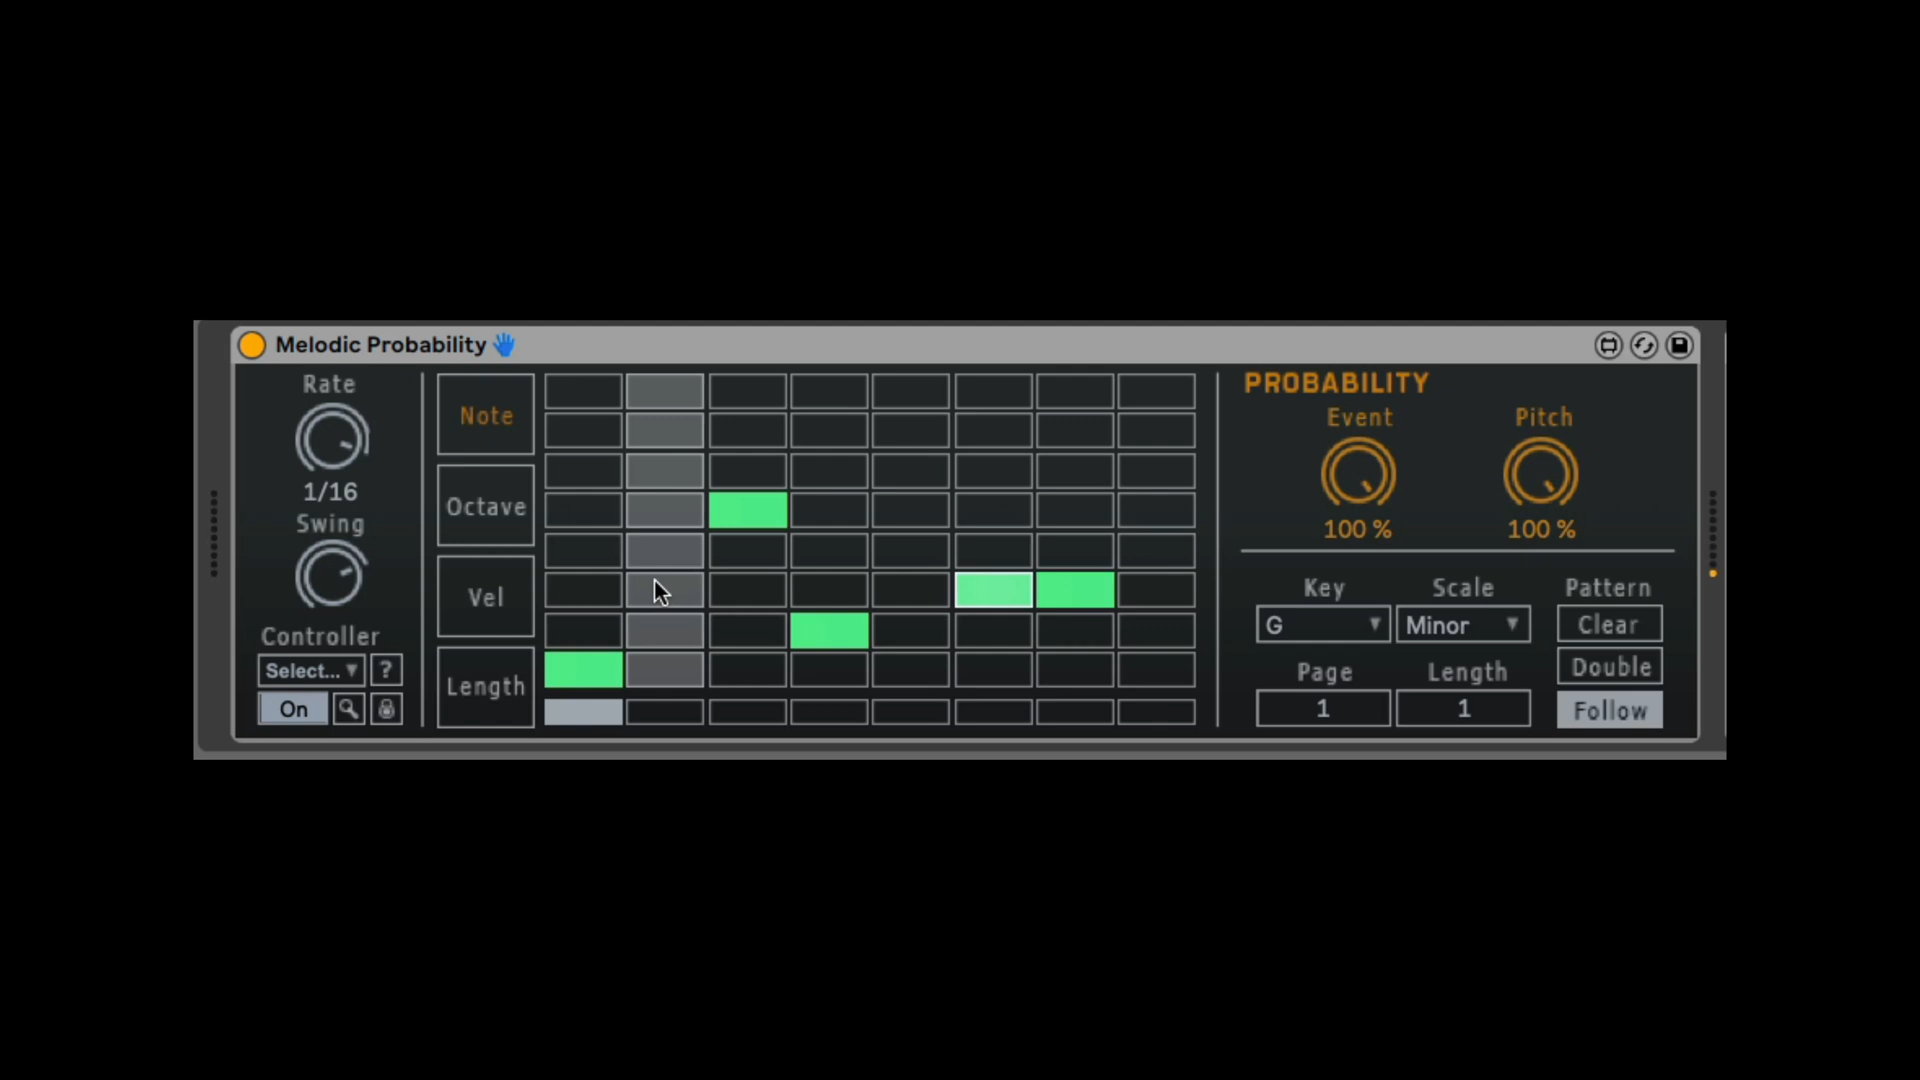 Melodic Probability
Rate
1/16
Swing
Controller
Select...
?
On
Note
Octave
Vel
Length
PROBABILITY
Event
Pitch
100 %
100 %
Key
Scale
Pattern
G
Minor
Clear
Double
Page
Length
1
1
Follow